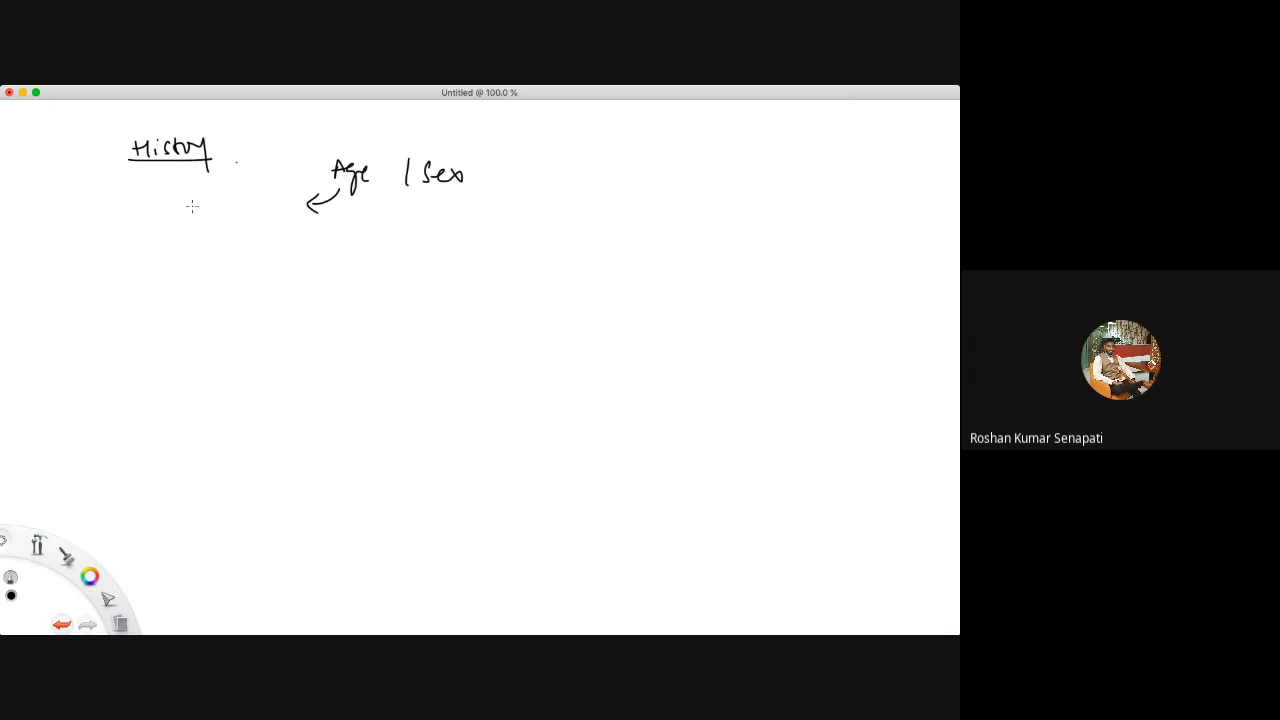 Untitled @ 100.0 %
History
Age / Sex
Roshan Kumar Senapati